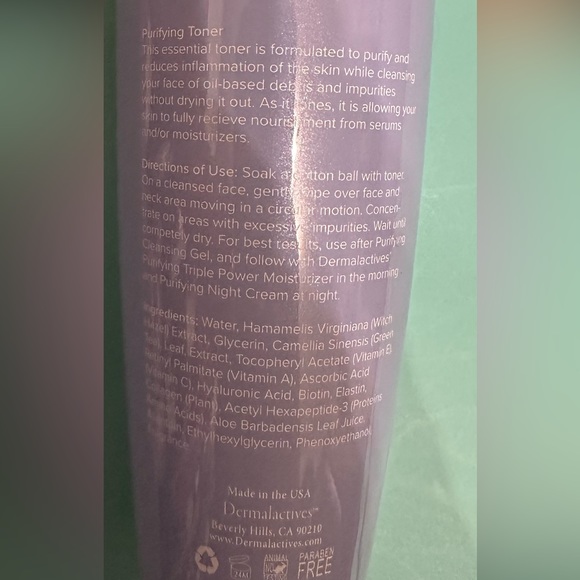 Purifying Toner
This essential toner is formulated to purify and
reduces inflammation of the skin while cleansing
your face of oil-based debris and impurities
without drying it out. As it tones, it is allowing your
skin to fully recieve nourishment from serums
and/or moisturizers.
Directions of Use: Soak a cotton ball with toner.
On a cleansed face, gently wipe over face and
neck area moving in a circular motion. Concen-
trate on areas with excessive impurities. Wait until
competely dry. For best results, use after Purifying
Cleansing Gel, and follow with Dermalactives'
Purifying Triple Power Moisturizer in the morning
and Purifying Night Cream at night.
Ingredients: Water, Hamamelis Virginiana (Witch
Hazel) Extract, Glycerin, Camellia Sinensis (Green
Tea) Leaf, Extract, Tocopheryl Acetate (Vitamin E),
Retinyl Palmitate (Vitamin A), Ascorbic Acid
(Vitamin C), Hyaluronic Acid, Biotin, Elastin,
Collagen (Plant), Acetyl Hexapeptide-3 (Proteins
Amino Acids), Aloe Barbadensis Leaf Juice,
Ethylhexylglycerin, Phenoxyethanol,
Fragrance
Made in the USA
Dermalactives™
Beverly Hills, CA 90210
www.Dermalactives.com
24M
ANIMAL
NO
TESTING
PARABEN
FREE